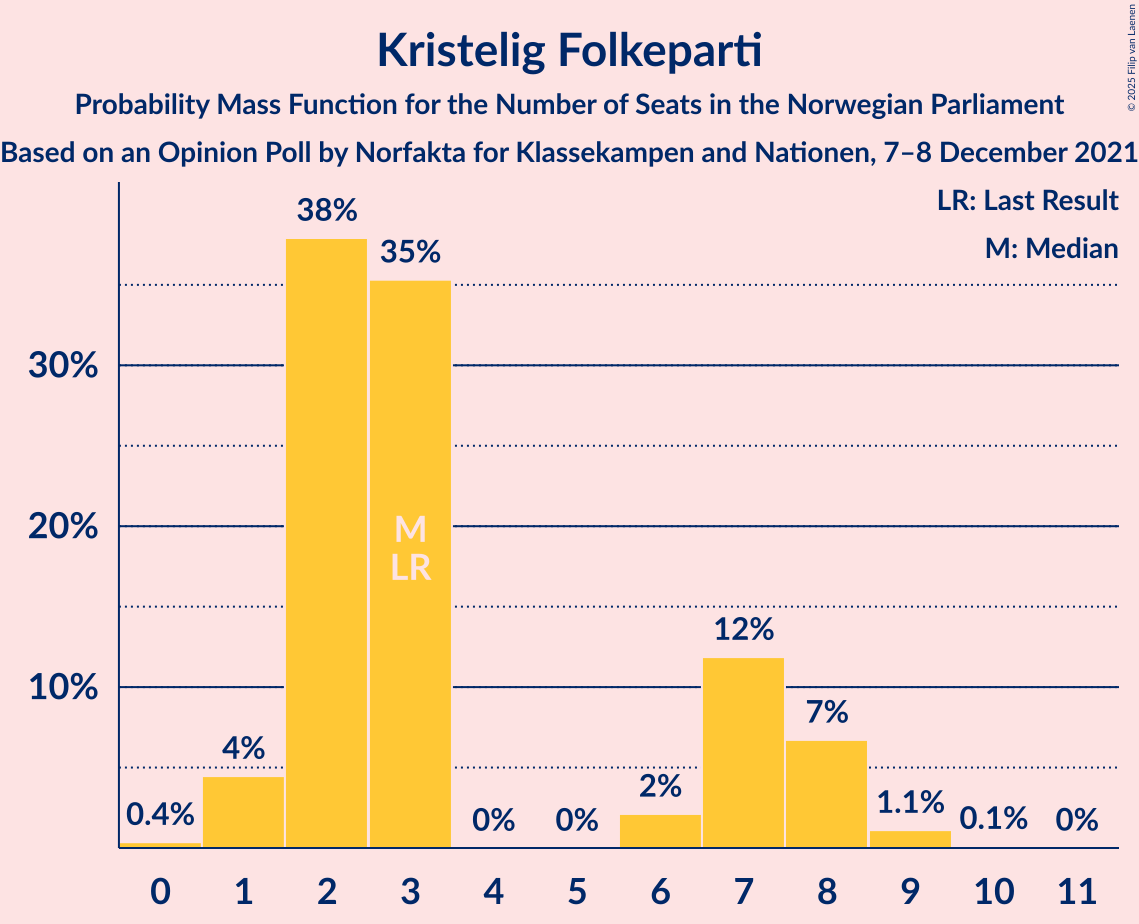 © 2025 Filip van Laenen
Kristelig Folkeparti
Probability Mass Function for the Number of Seats in the Norwegian Parliament
Based on an Opinion Poll by Norfakta for Klassekampen and Nationen, 7–8 December 2021
LR: Last Result
M: Median
38%
35%
30%
20%
M
LR
12%
10%
7%
4%
2%
1.1%
0.4%
0%
0%
0.1%
0%
0 1 2 3 4 5 6 7 8 9 10 11